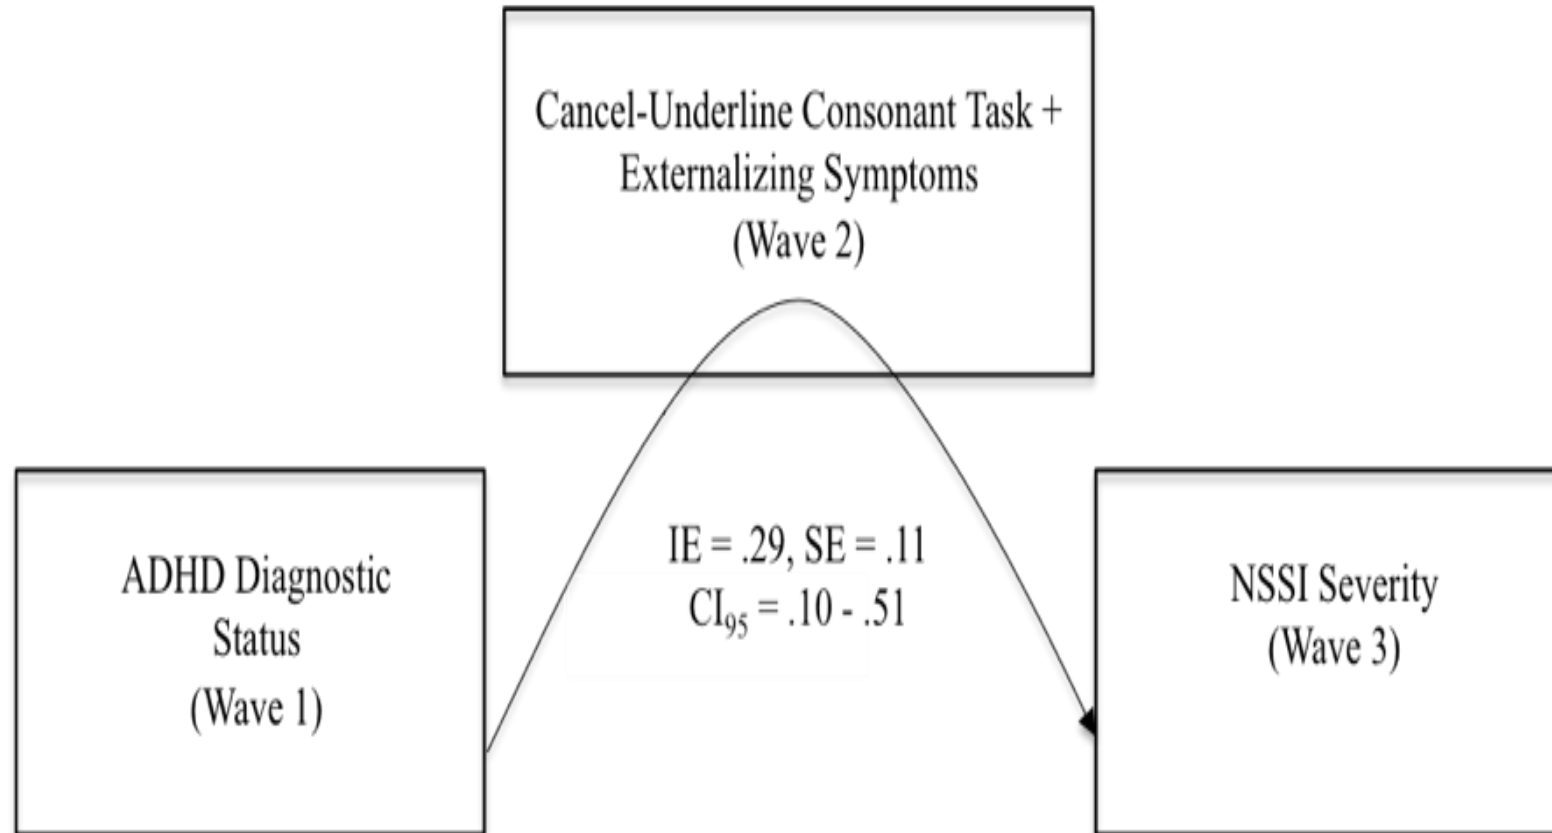 Cancel-Underline Consonant Task +
Externalizing Symptoms
(Wave 2)
ADHD Diagnostic
Status
(Wave 1)
IE = .29, SE = .11
CI₉₅ = .10 - .51
NSSI Severity
(Wave 3)